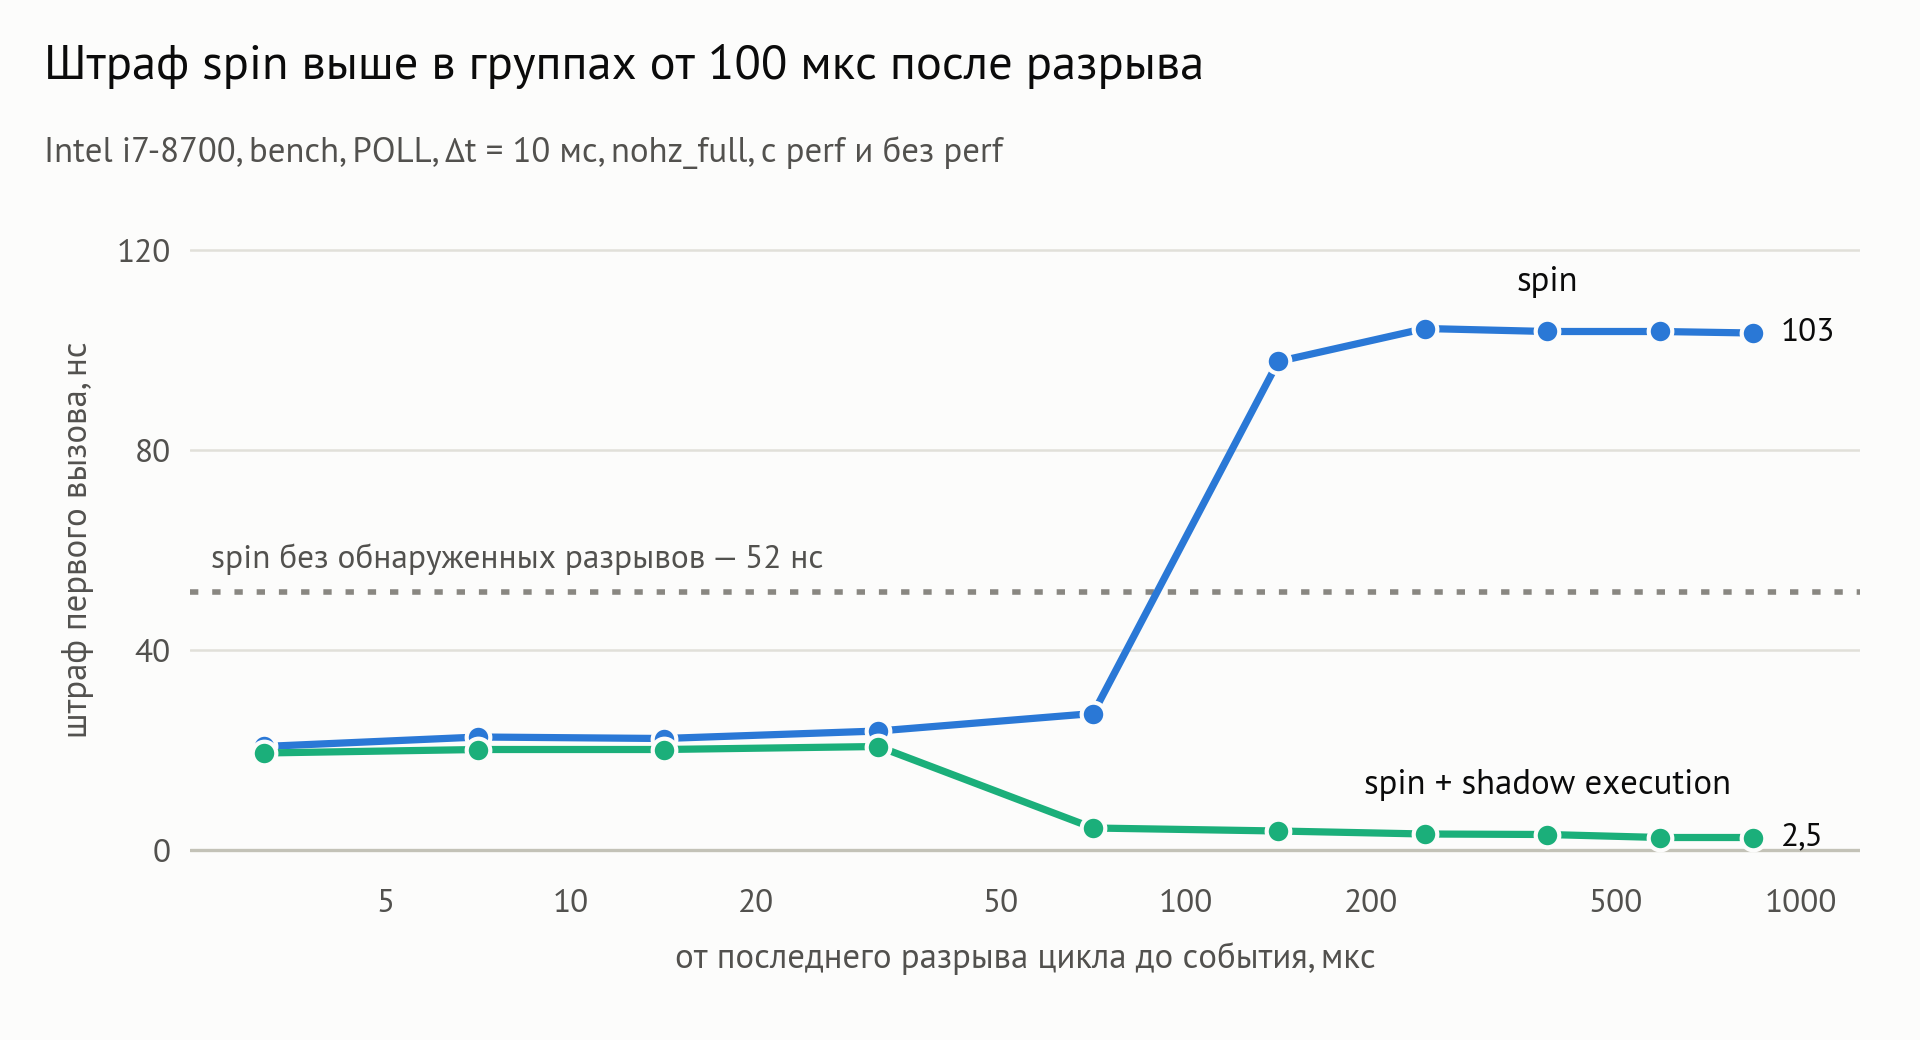 Штраф spin выше в группах от 100 мкс после разрыва
Intel i7-8700, bench, POLL, Δt = 10 мс, nohz_full, с perf и без perf
штраф первого вызова, нс
120
80
40
0
spin
103
spin без обнаруженных разрывов — 52 нс
spin + shadow execution
2,5
5 10 20 50 100 200 500 1000
от последнего разрыва цикла до события, мкс